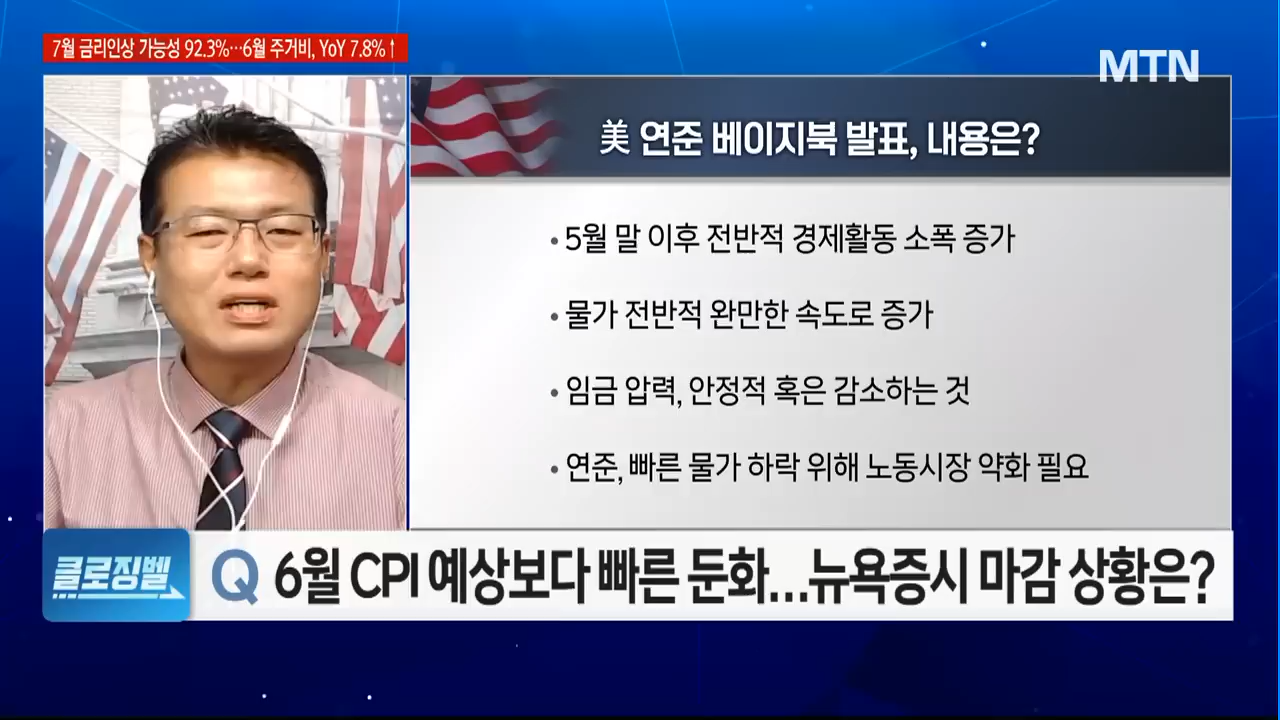 7월 금리인상 가능성 92.3%…6월 주거비, YoY 7.8%↑
MTN
美 연준 베이지북 발표, 내용은?
• 5월 말 이후 전반적 경제활동 소폭 증가
• 물가 전반적 완만한 속도로 증가
• 임금 압력, 안정적 혹은 감소하는 것
• 연준, 빠른 물가 하락 위해 노동시장 약화 필요
클로징벨
Q 6월 CPI 예상보다 빠른 둔화…뉴욕증시 마감 상황은?